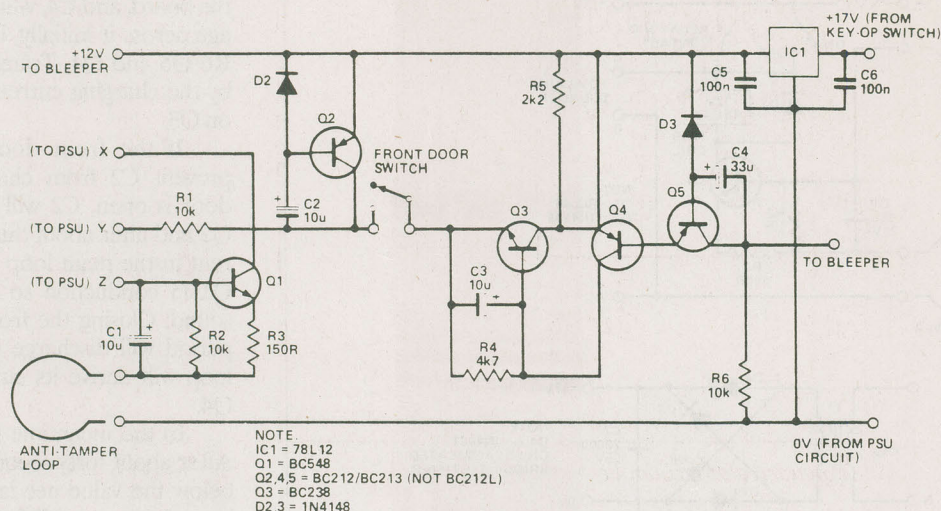 +12V
TO BLEEPER
(TO PSU) X
(TO PSU) Y
(TO PSU) Z
R1
10k
D2
Q2
C2
10u
FRONT DOOR
SWITCH
Q1
C1
10u
R2
10k
R3
150R
ANTI-TAMPER
LOOP
Q3
C3
10u
R4
4k7
R5
2k2
Q4
Q5
D3
C4
33u
C5
100n
IC1
+17V (FROM
KEY-OP SWITCH)
C6
100n
TO BLEEPER
R6
10k
0V (FROM PSU
CIRCUIT)
NOTE.
IC1 = 78L12
Q1 = BC548
Q2,4,5 = BC212/BC213 (NOT BC212L)
Q3 = BC238
D2,3 = 1N4148